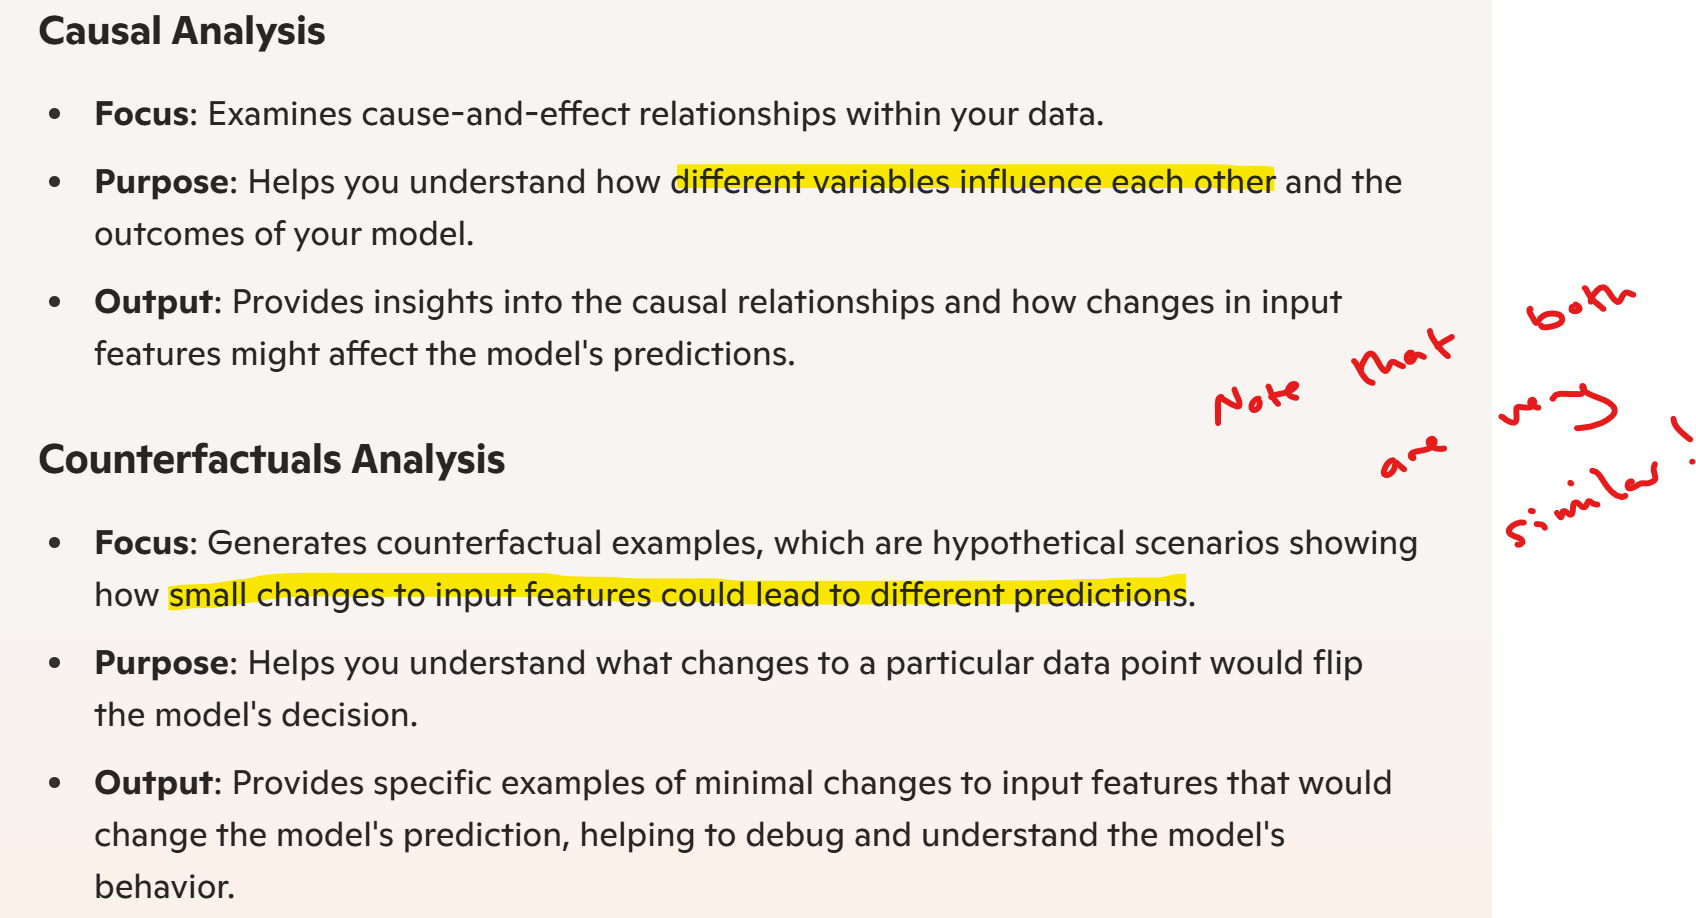 Causal Analysis
• Focus: Examines cause-and-effect relationships within your data.
• Purpose: Helps you understand how different variables influence each other and the
outcomes of your model.
• Output: Provides insights into the causal relationships and how changes in input
features might affect the model's predictions.
Note that both
are very
similar!
Counterfactuals Analysis
• Focus: Generates counterfactual examples, which are hypothetical scenarios showing
how small changes to input features could lead to different predictions.
• Purpose: Helps you understand what changes to a particular data point would flip
the model's decision.
• Output: Provides specific examples of minimal changes to input features that would
change the model's prediction, helping to debug and understand the model's
behavior.